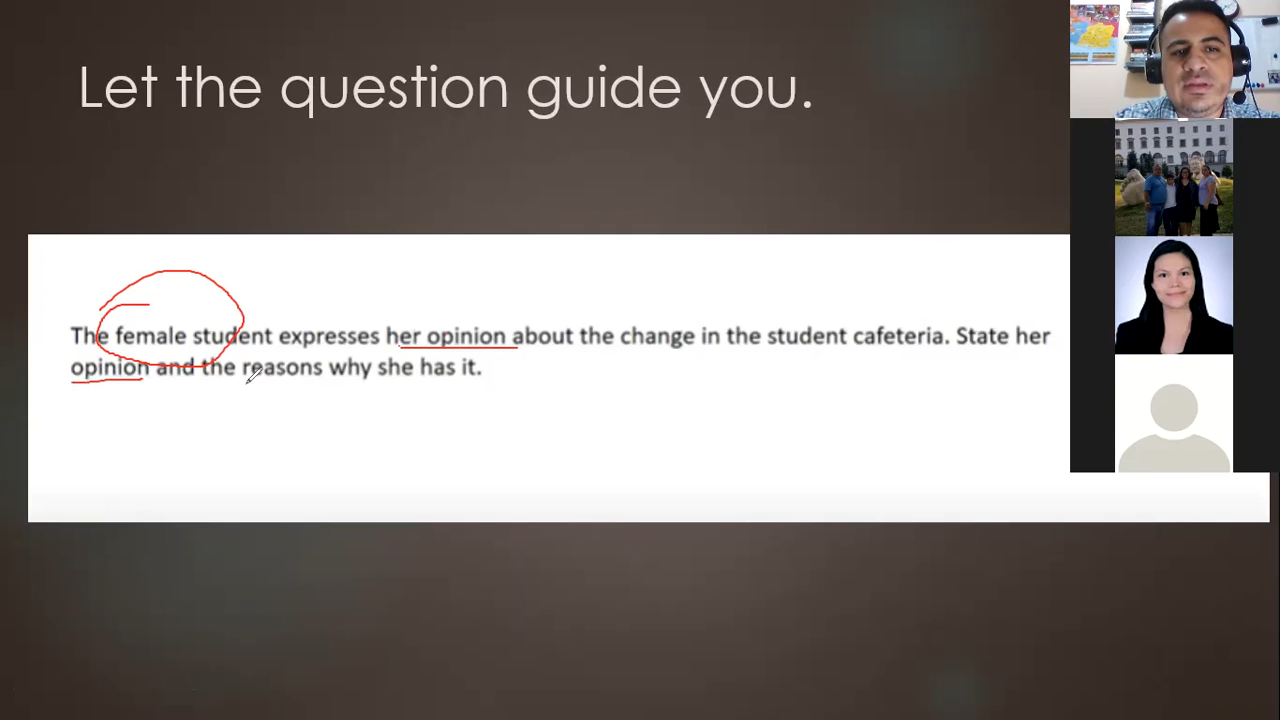 Let the question guide you.
The female student expresses her opinion about the change in the student cafeteria. State her
opinion and the reasons why she has it.